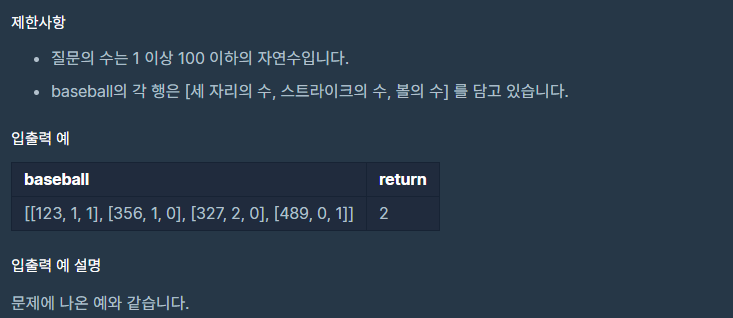 제한사항
• 질문의 수는 1 이상 100 이하의 자연수입니다.
• baseball의 각 행은 [세 자리의 수, 스트라이크의 수, 볼의 수] 를 담고 있습니다.
입출력 예
baseball return
[[123, 1, 1], [356, 1, 0], [327, 2, 0], [489, 0, 1]] 2
입출력 예 설명
문제에 나온 예와 같습니다.